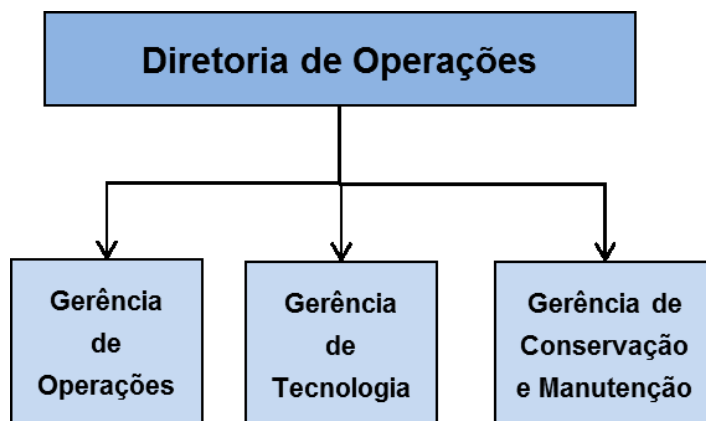 Diretoria de Operações
Gerência
de
Operações
Gerência
de
Tecnologia
Gerência de
Conservação
e Manutenção